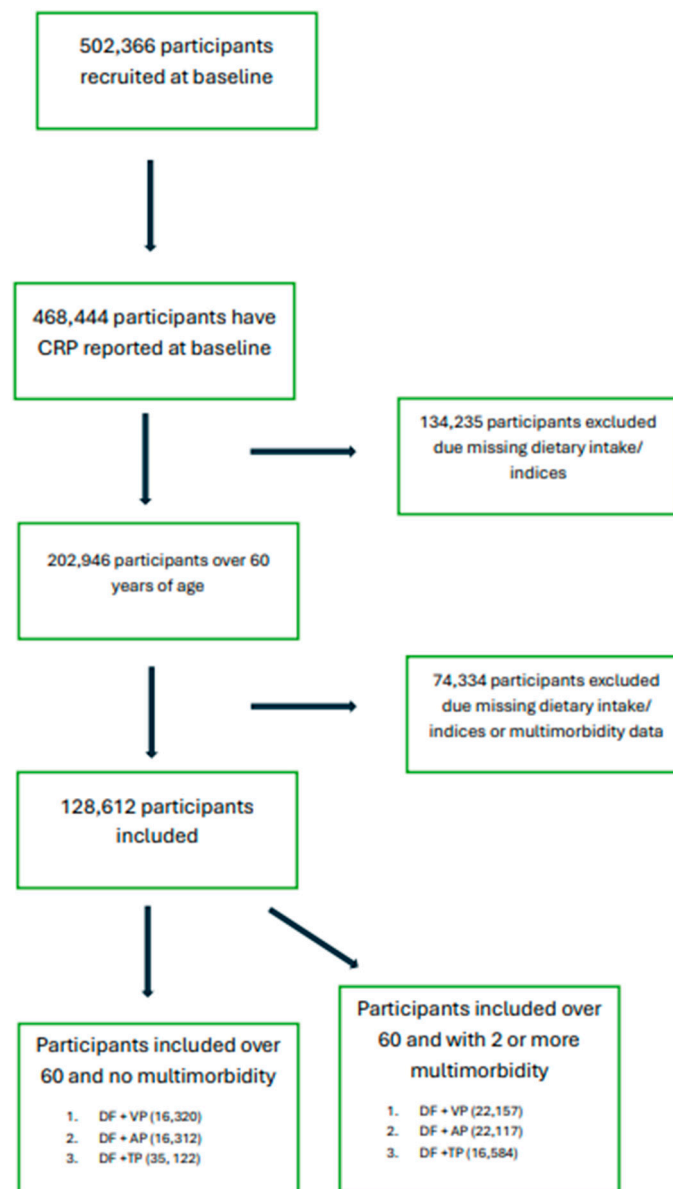 502,366 participants
recruited at baseline
468,444 participants have
CRP reported at baseline
134,235 participants excluded
due missing dietary intake/
indices
202,946 participants over 60
years of age
74,334 participants excluded
due missing dietary intake/
indices or multimorbidity data
128,612 participants
included
Participants included over
60 and no multimorbidity
1. DF + VP (16,320)
2. DF + AP (16,312)
3. DF +TP (35, 122)
Participants included over
60 and with 2 or more
multimorbidity
1. DF + VP (22,157)
2. DF + AP (22,117)
3. DF +TP (16,584)